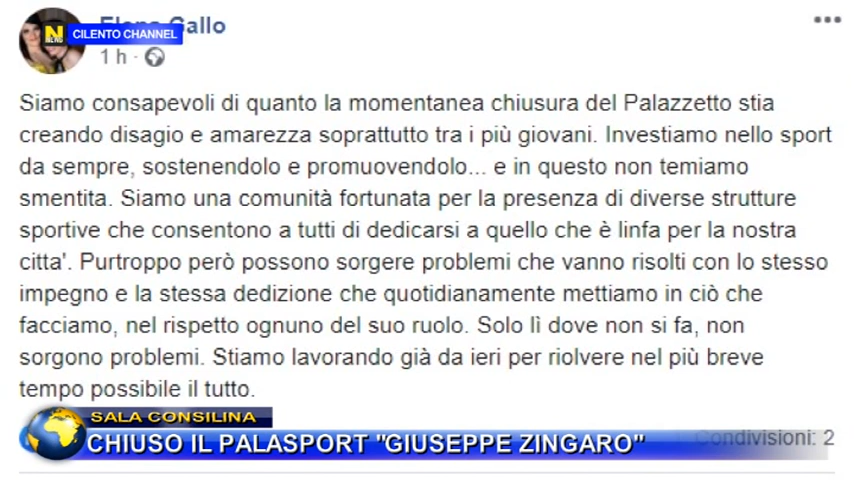 Elena Gallo
CILENTO CHANNEL
1 h ·
Siamo consapevoli di quanto la momentanea chiusura del Palazzetto stia
creando disagio e amarezza soprattutto tra i più giovani. Investiamo nello sport
da sempre, sostenendolo e promuovendolo... e in questo non temiamo
smentita. Siamo una comunità fortunata per la presenza di diverse strutture
sportive che consentono a tutti di dedicarsi a quello che è linfa per la nostra
citta'. Purtroppo però possono sorgere problemi che vanno risolti con lo stesso
impegno e la stessa dedizione che quotidianamente mettiamo in ciò che
facciamo, nel rispetto ognuno del suo ruolo. Solo lì dove non si fa, non
sorgono problemi. Stiamo lavorando già da ieri per riolvere nel più breve
tempo possibile il tutto.
SALA CONSILINA
CHIUSO IL PALASPORT "GIUSEPPE ZINGARO"
Condivisioni: 2